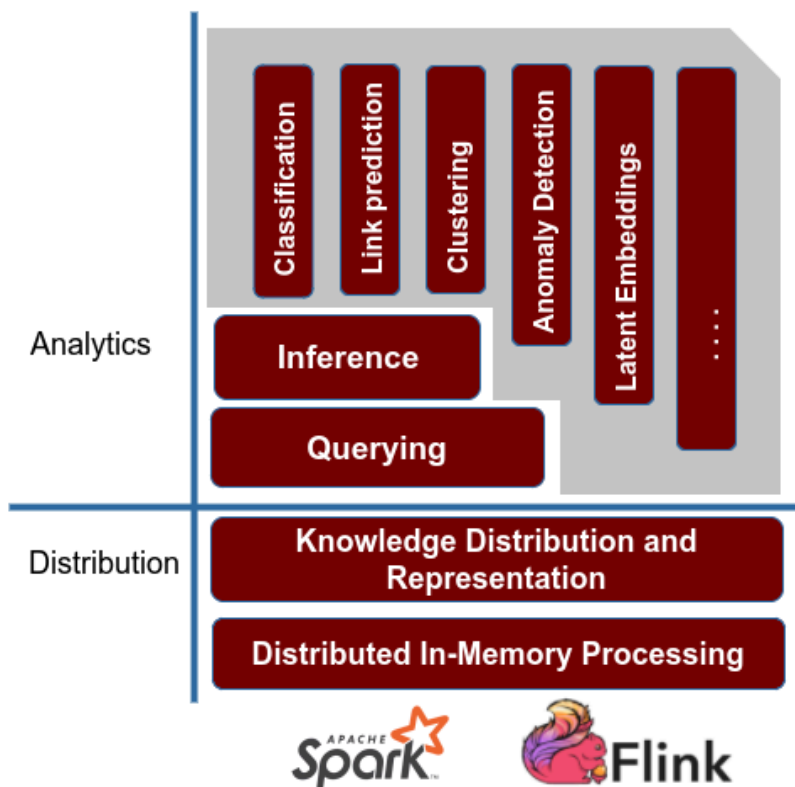 Classification
Link prediction
Clustering
Anomaly Detection
Latent Embeddings
....
Analytics
Inference
Querying
Distribution
Knowledge Distribution and
Representation
Distributed In-Memory Processing
APACHE
Spark™
Flink